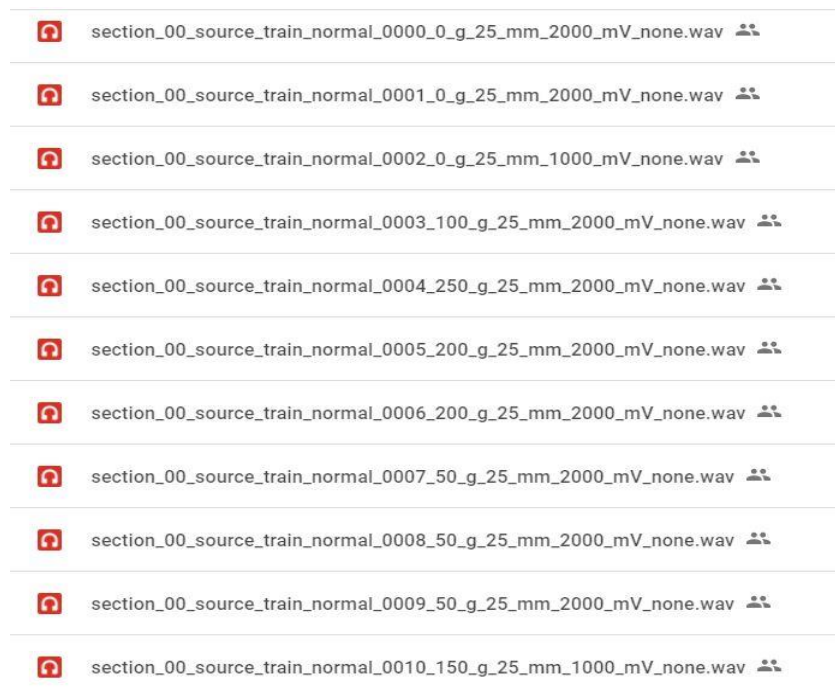 section_00_source_train_normal_0000_0_g_25_mm_2000_mV_none.wav
section_00_source_train_normal_0001_0_g_25_mm_2000_mV_none.wav
section_00_source_train_normal_0002_0_g_25_mm_1000_mV_none.wav
section_00_source_train_normal_0003_100_g_25_mm_2000_mV_none.wav
section_00_source_train_normal_0004_250_g_25_mm_2000_mV_none.wav
section_00_source_train_normal_0005_200_g_25_mm_2000_mV_none.wav
section_00_source_train_normal_0006_200_g_25_mm_2000_mV_none.wav
section_00_source_train_normal_0007_50_g_25_mm_2000_mV_none.wav
section_00_source_train_normal_0008_50_g_25_mm_2000_mV_none.wav
section_00_source_train_normal_0009_50_g_25_mm_2000_mV_none.wav
section_00_source_train_normal_0010_150_g_25_mm_1000_mV_none.wav